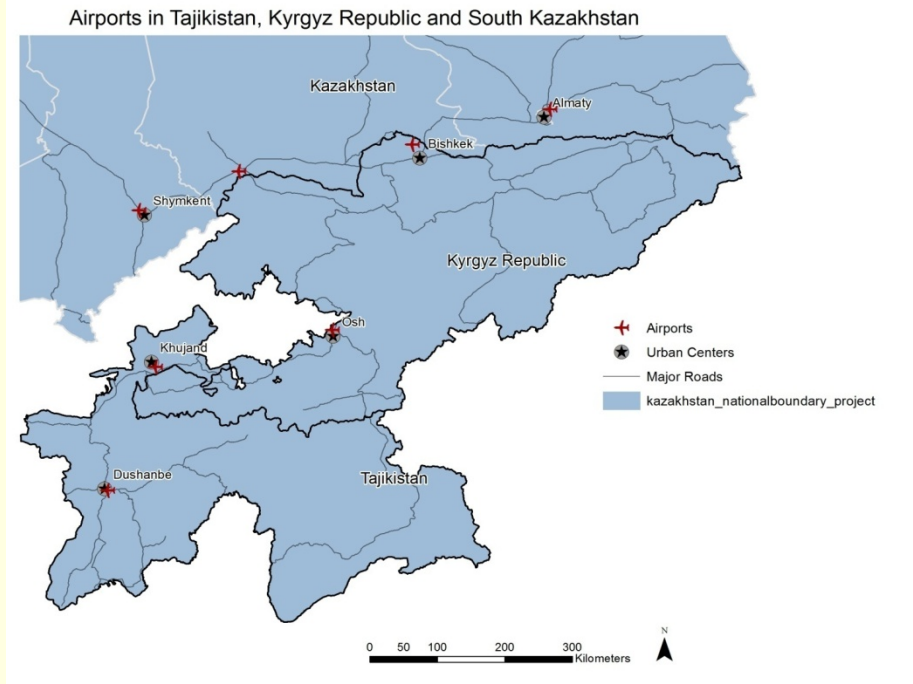 Airports in Tajikistan, Kyrgyz Republic and South Kazakhstan
Kazakhstan
Almaty
Bishkek
Shymkent
Kyrgyz Republic
Osh
Khujand
Airports
Urban Centers
Major Roads
kazakhstan_nationalboundary_project
Dushanbe
Tajikistan
N
0 50 100 200 300
Kilometers